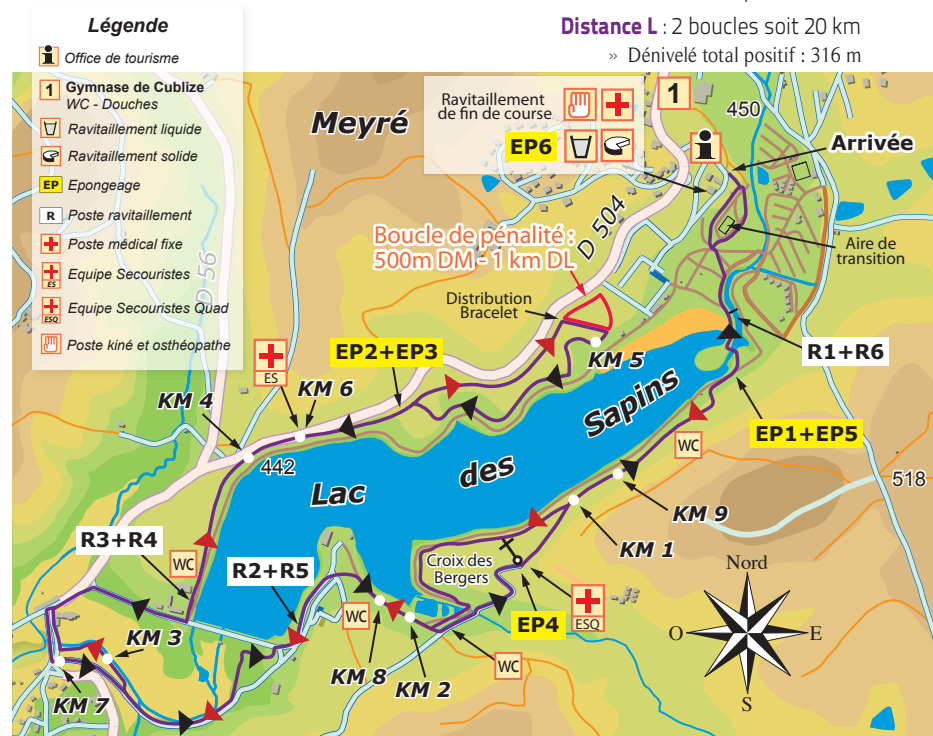 Distance L : 2 boucles soit 20 km
» Dénivelé total positif : 316 m
Légende
Office de tourisme
1 Gymnase de Cublize
WC - Douches
Ravitaillement liquide
Ravitaillement solide
EP Epongeage
R Poste ravitaillement
Poste médical fixe
ES Equipe Secouristes
ESQ Equipe Secouristes Quad
Poste kiné et osthéopathe
Meyré
Ravitaillement
de fin de course
EP6
1
450
Arrivée
D 504
D 56
Boucle de pénalité :
500m DM - 1 km DL
Aire de
transition
Distribution
Bracelet
KM 5
R1+R6
EP2+EP3
ES
KM 6
KM 4
442
EP1+EP5
WC
518
Lac des Sapins
KM 9
KM 1
R3+R4
WC
R2+R5
Croix des
Bergers
WC
EP4
ESQ
KM 3
KM 8
KM 2
WC
KM 7
Nord
O
E
S